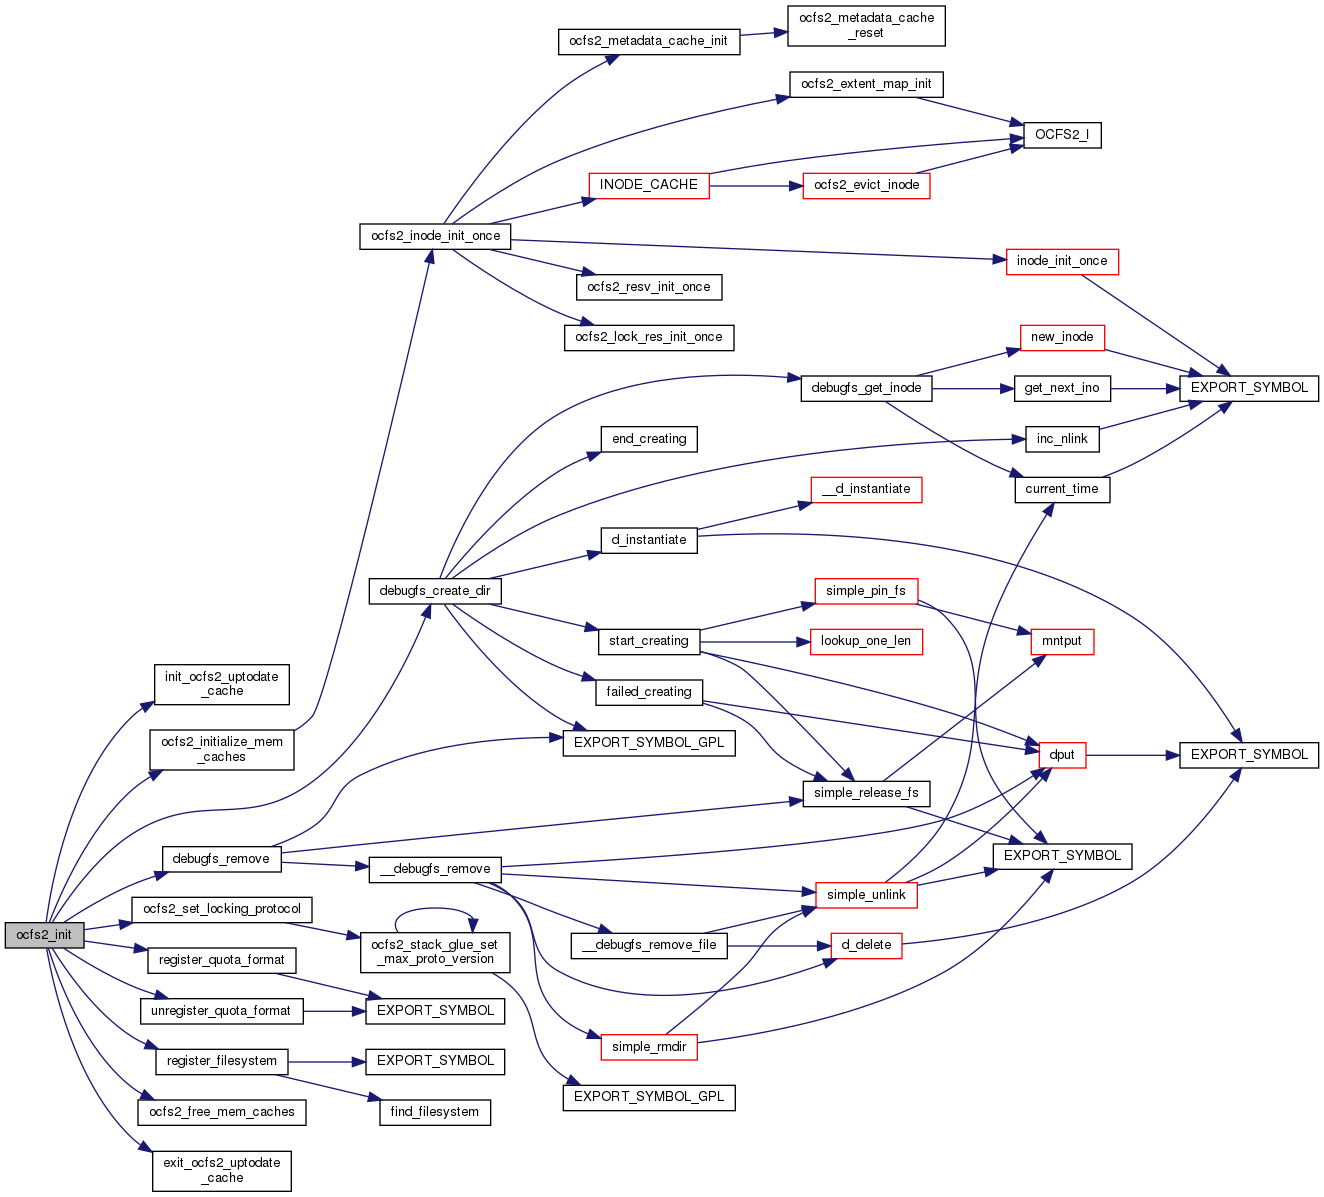 ocfs2_metadata_cache
_reset
ocfs2_metadata_cache_init
ocfs2_extent_map_init
OCFS2_I
INODE_CACHE
ocfs2_evict_inode
ocfs2_inode_init_once
inode_init_once
ocfs2_resv_init_once
ocfs2_lock_res_init_once
new_inode
debugfs_get_inode
get_next_ino
EXPORT_SYMBOL
end_creating
inc_nlink
__d_instantiate
current_time
d_instantiate
debugfs_create_dir
simple_pin_fs
start_creating
lookup_one_len
mntput
init_ocfs2_uptodate
_cache
failed_creating
ocfs2_initialize_mem
_caches
EXPORT_SYMBOL_GPL
dput
EXPORT_SYMBOL
simple_release_fs
debugfs_remove
__debugfs_remove
EXPORT_SYMBOL
simple_unlink
ocfs2_set_locking_protocol
ocfs2_init
ocfs2_stack_glue_set
_max_proto_version
__debugfs_remove_file
d_delete
register_quota_format
unregister_quota_format
EXPORT_SYMBOL
simple_rmdir
register_filesystem
EXPORT_SYMBOL
EXPORT_SYMBOL_GPL
ocfs2_free_mem_caches
find_filesystem
exit_ocfs2_uptodate
_cache